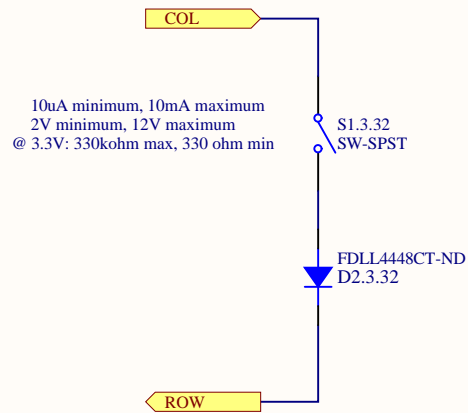 COL
10uA minimum, 10mA maximum
2V minimum, 12V maximum
@ 3.3V: 330kohm max, 330 ohm min
S1.3.32
SW-SPST
FDLL4448CT-ND
D2.3.32
ROW